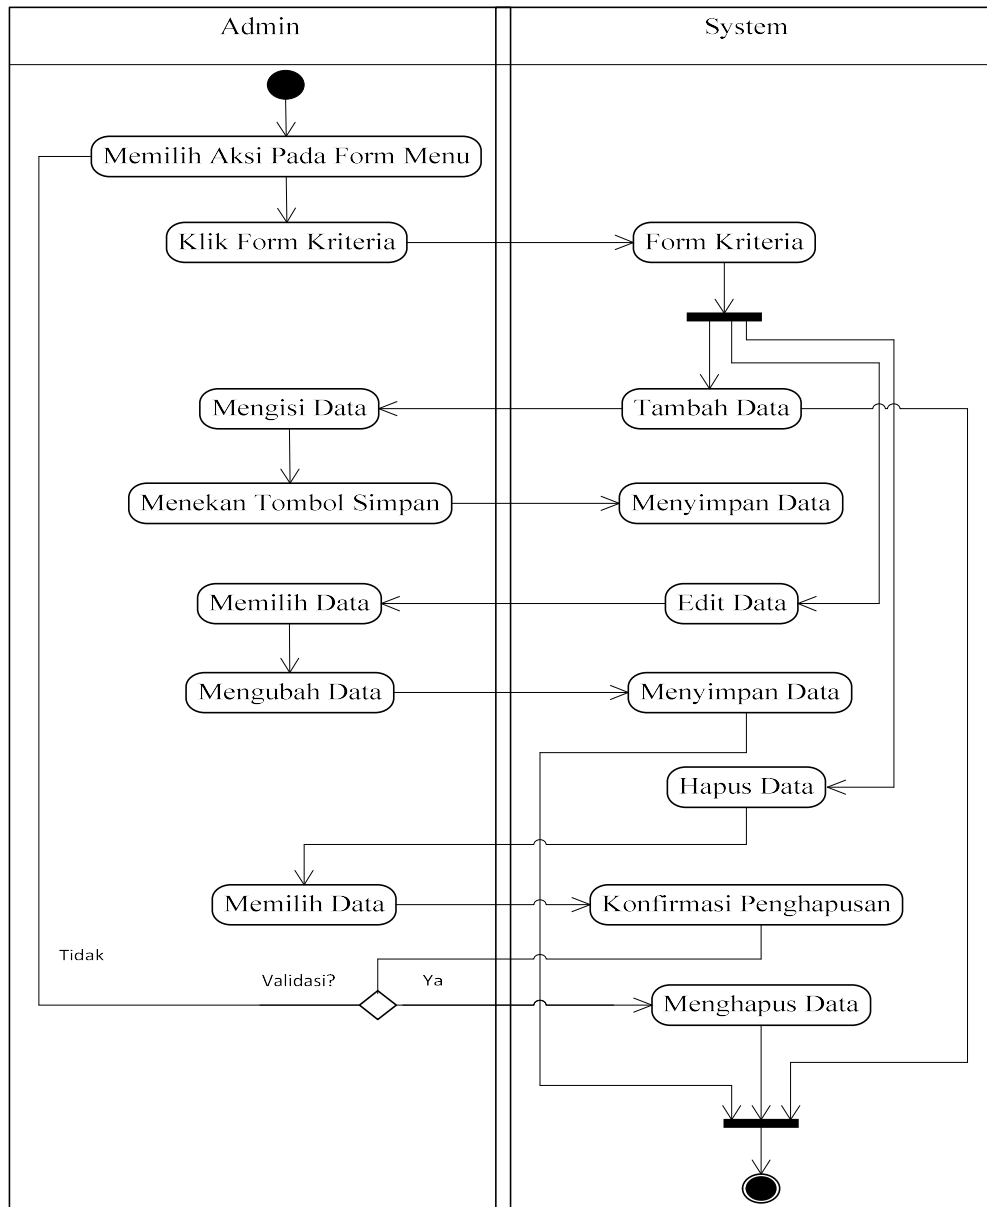 Admin
System
Memilih Aksi Pada Form Menu
Klik Form Kriteria
Form Kriteria
Mengisi Data
Tambah Data
Menekan Tombol Simpan
Menyimpan Data
Memilih Data
Edit Data
Mengubah Data
Menyimpan Data
Hapus Data
Memilih Data
Konfirmasi Penghapusan
Tidak
Validasi?
Ya
Menghapus Data